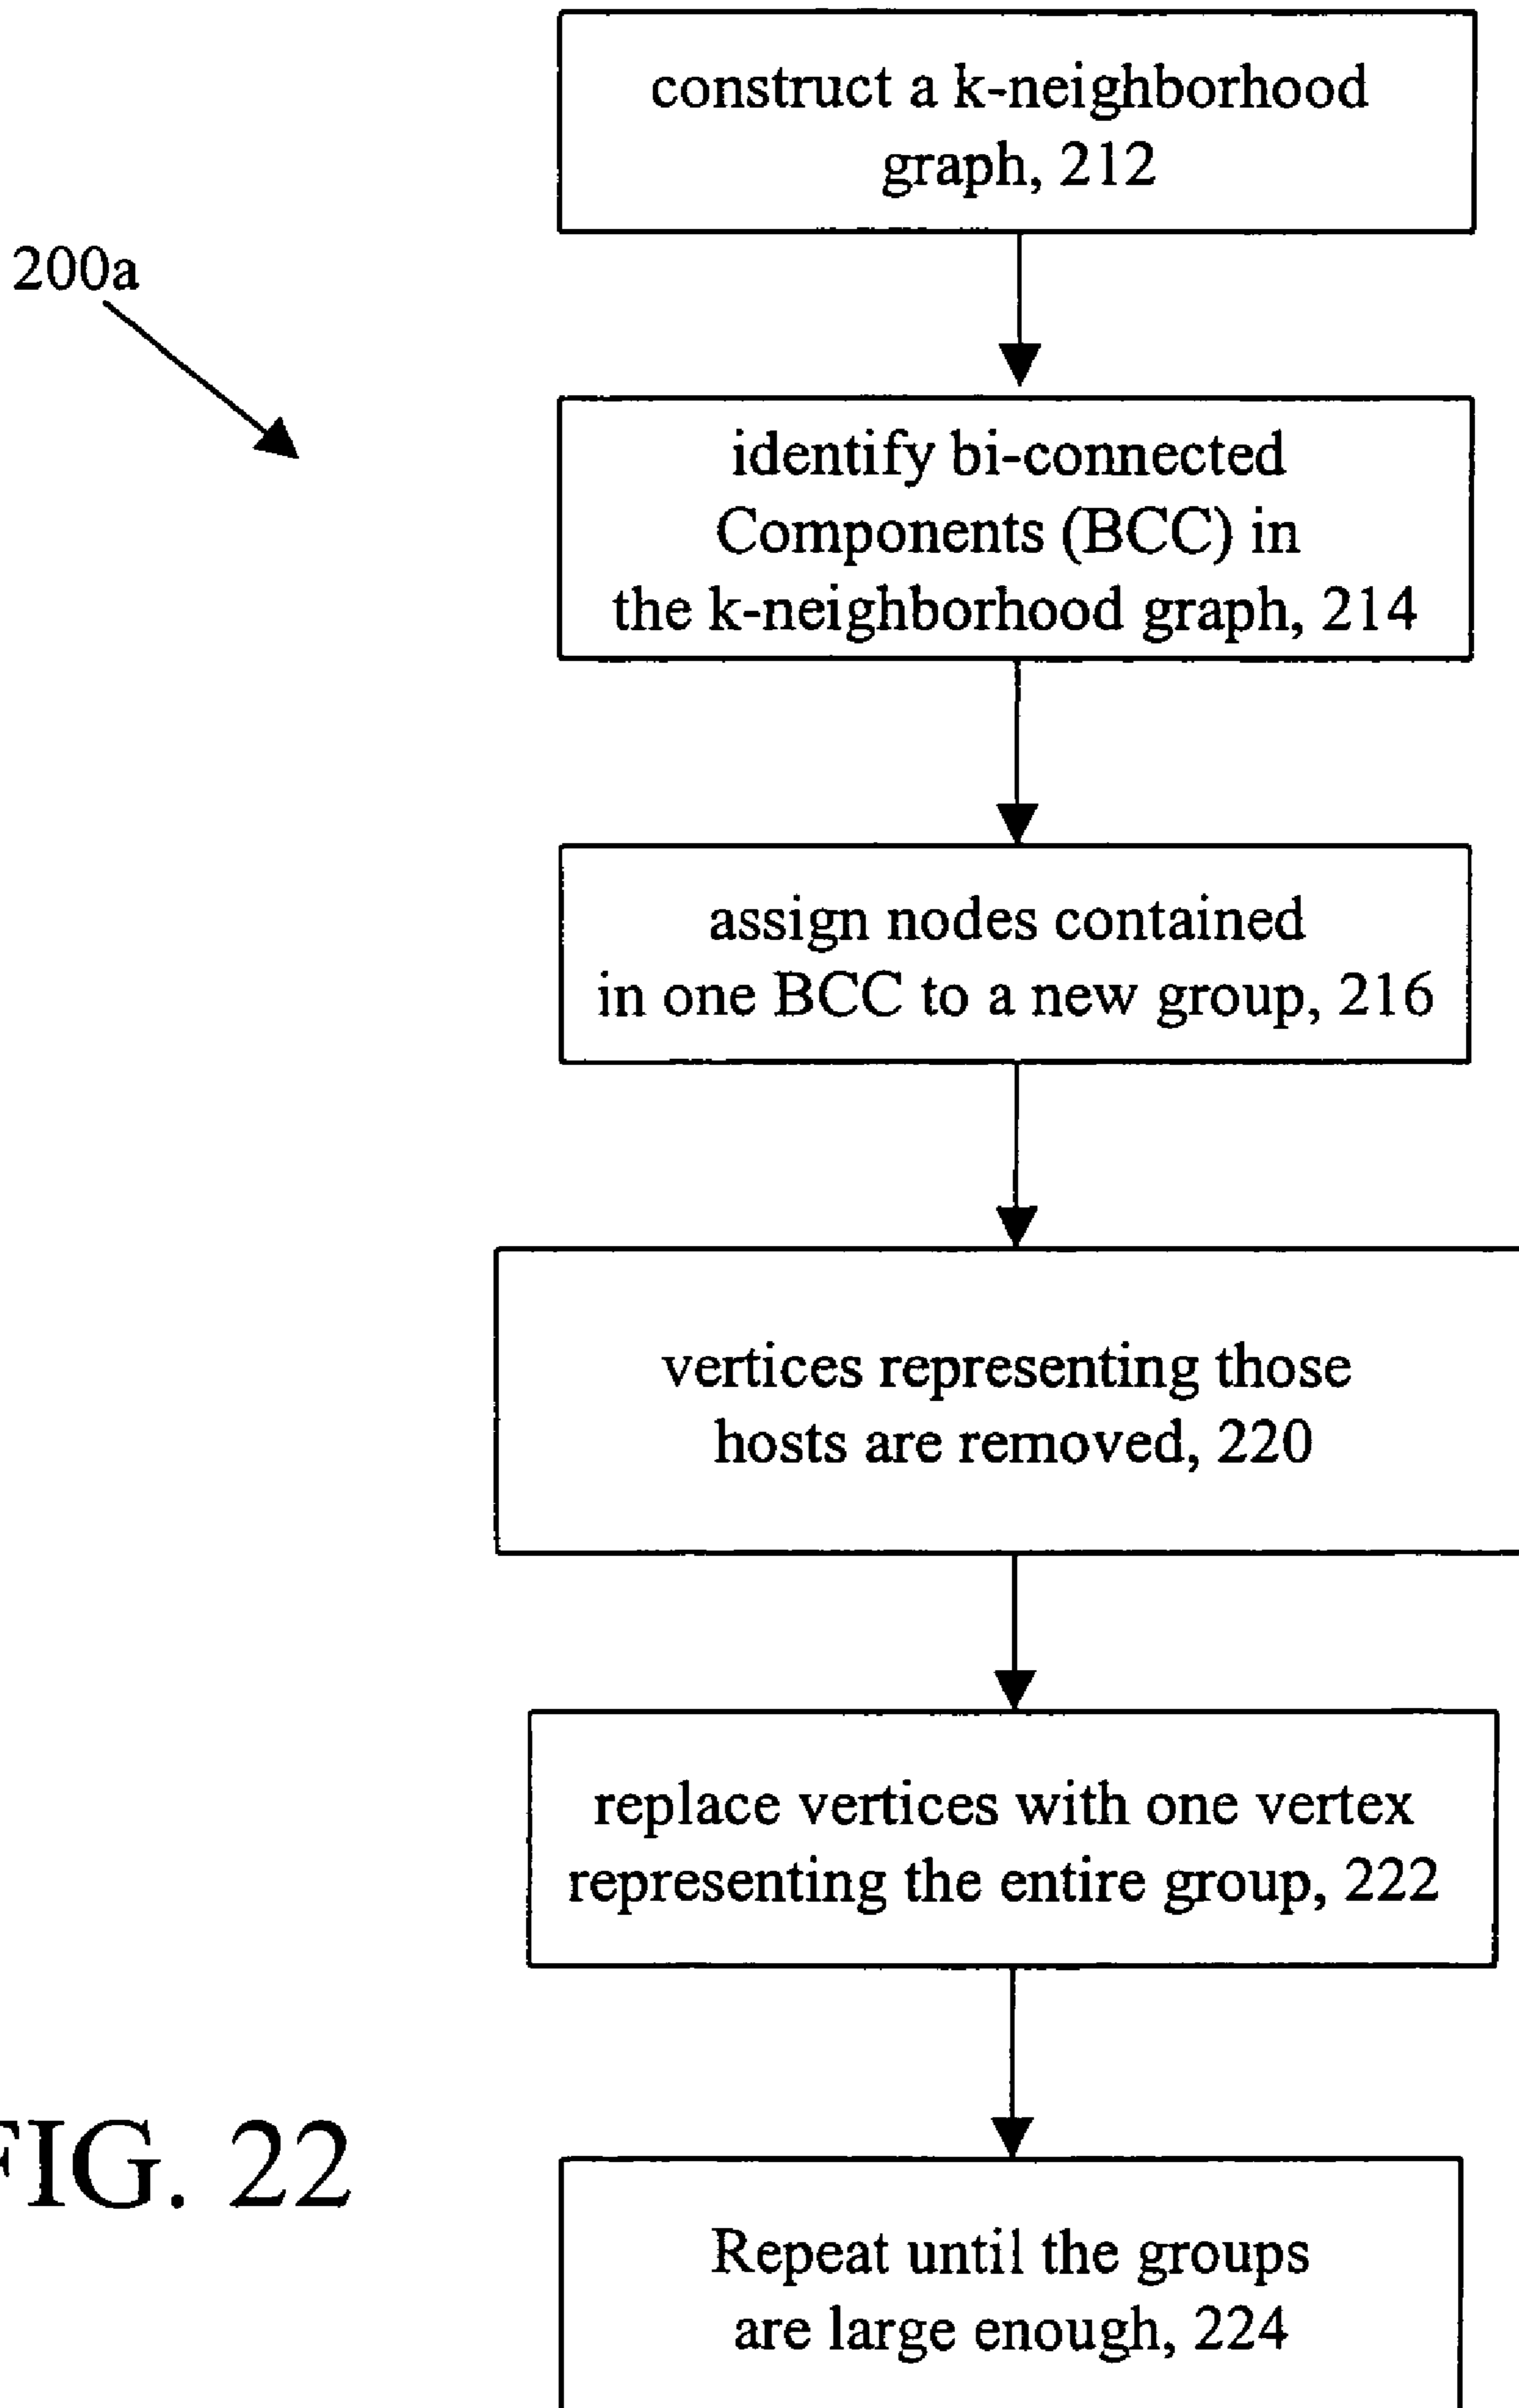 construct a k-neighborhood
graph, 212
200a
identify bi-connected
Components (BCC) in
the k-neighborhood graph, 214
assign nodes contained
in one BCC to a new group, 216
vertices representing those
hosts are removed, 220
replace vertices with one vertex
representing the entire group, 222
FIG. 22
Repeat until the groups
are large enough, 224